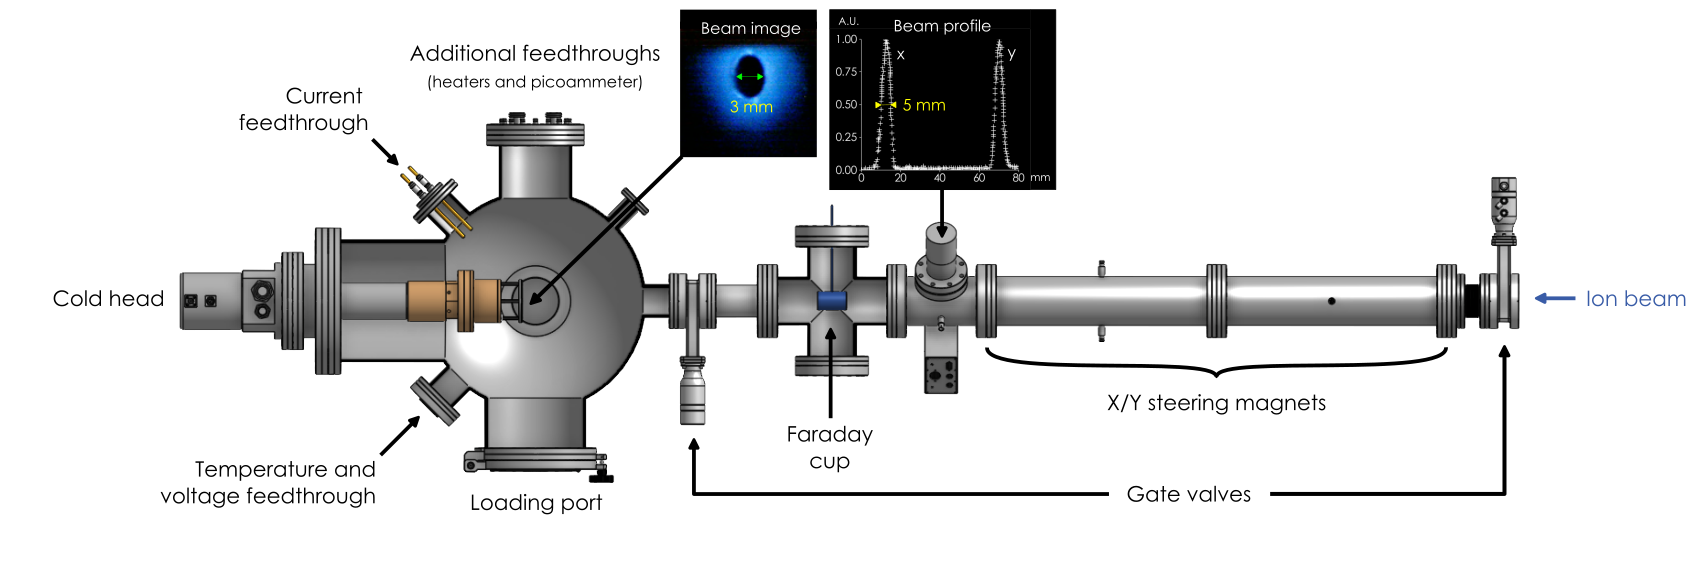 Additional feedthroughs
(heaters and picoammeter)
Current
feedthrough
Cold head
Temperature and
voltage feedthrough
Loading port
Beam image
3 mm
A.U.
Beam profile
1.00
0.75
0.50
0.25
0.00
x
y
5 mm
0
20
40
60
80
mm
Faraday
cup
X/Y steering magnets
Gate valves
Ion beam